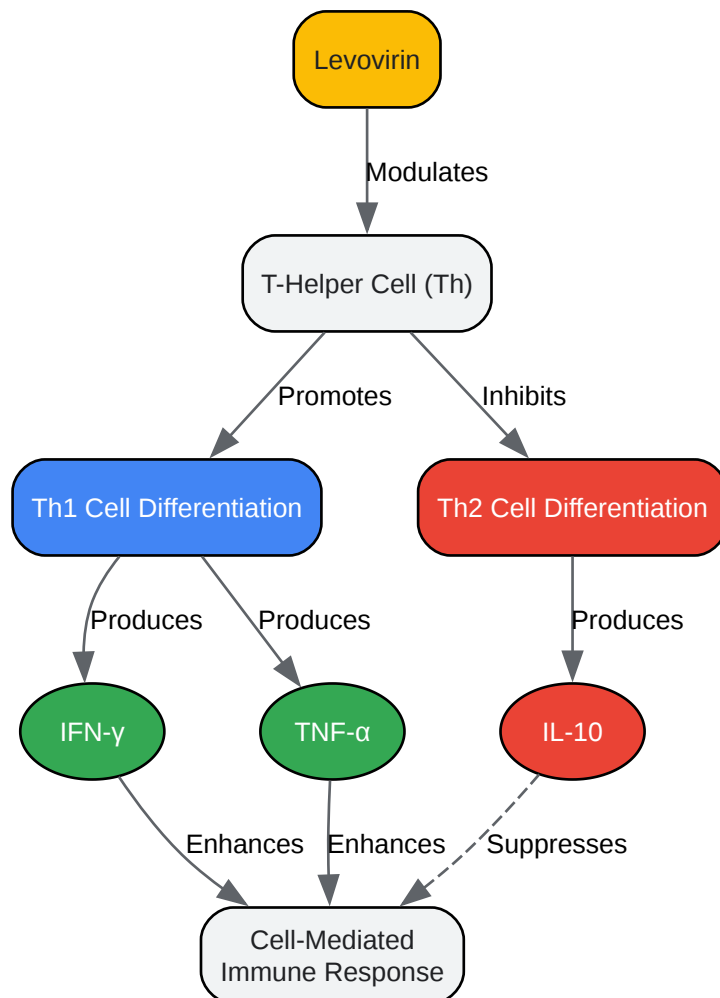 Levovirin
Modulates
T-Helper Cell (Th)
Promotes
Inhibits
Th1 Cell Differentiation
Th2 Cell Differentiation
Produces
Produces
Produces
IFN-γ
TNF-α
IL-10
Enhances
Enhances
Suppresses
Cell-Mediated
Immune Response